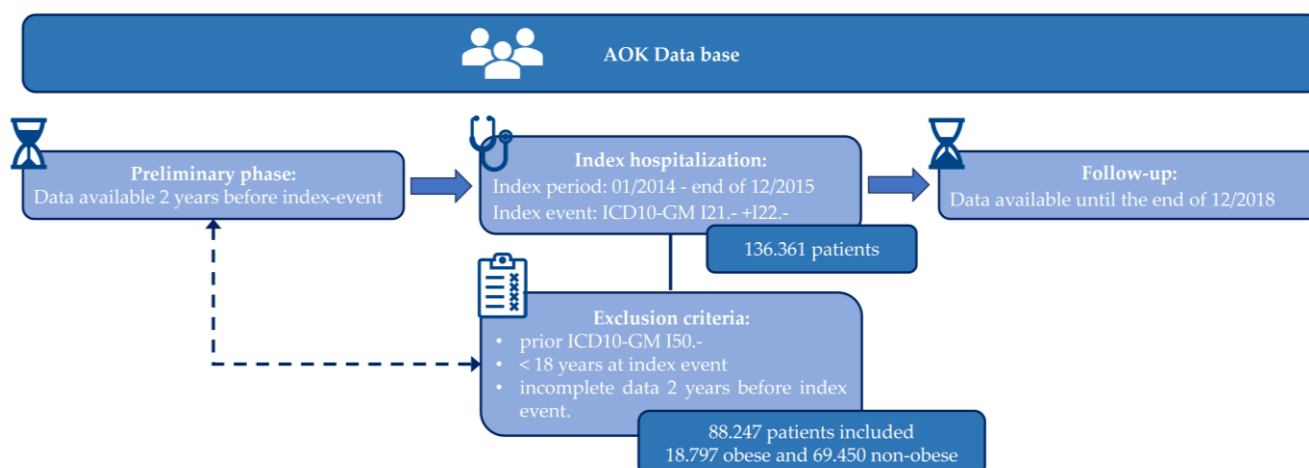 AOK Data base
Preliminary phase:
Data available 2 years before index-event
Index hospitalization:
Index period: 01/2014 - end of 12/2015
Index event: ICD10-GM I21.- +I22.-
136.361 patients
Follow-up:
Data available until the end of 12/2018
Exclusion criteria:
• prior ICD10-GM I50.-
• < 18 years at index event
• incomplete data 2 years before index
event.
88.247 patients included
18.797 obese and 69.450 non-obese